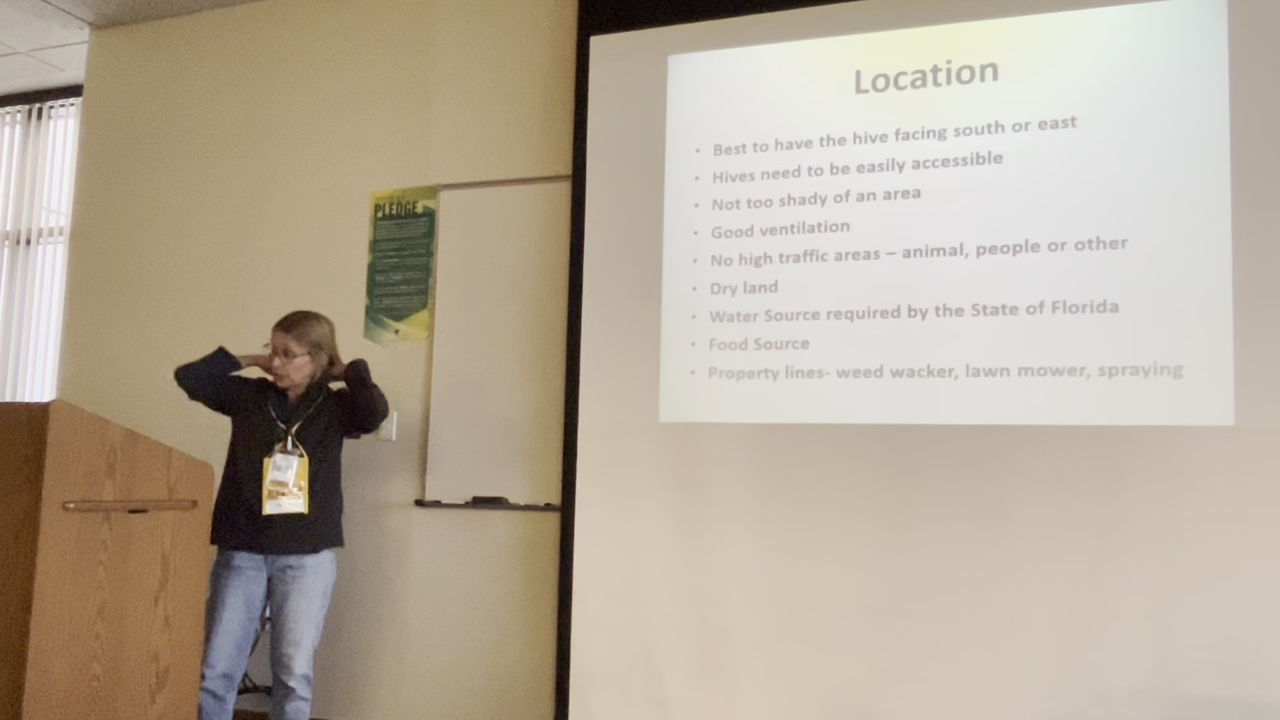 PLEDGE
Location
• Best to have the hive facing south or east
• Hives need to be easily accessible
• Not too shady of an area
• Good ventilation
• No high traffic areas – animal, people or other
• Dry land
• Water Source required by the State of Florida
• Food Source
• Property lines- weed wacker, lawn mower, spraying